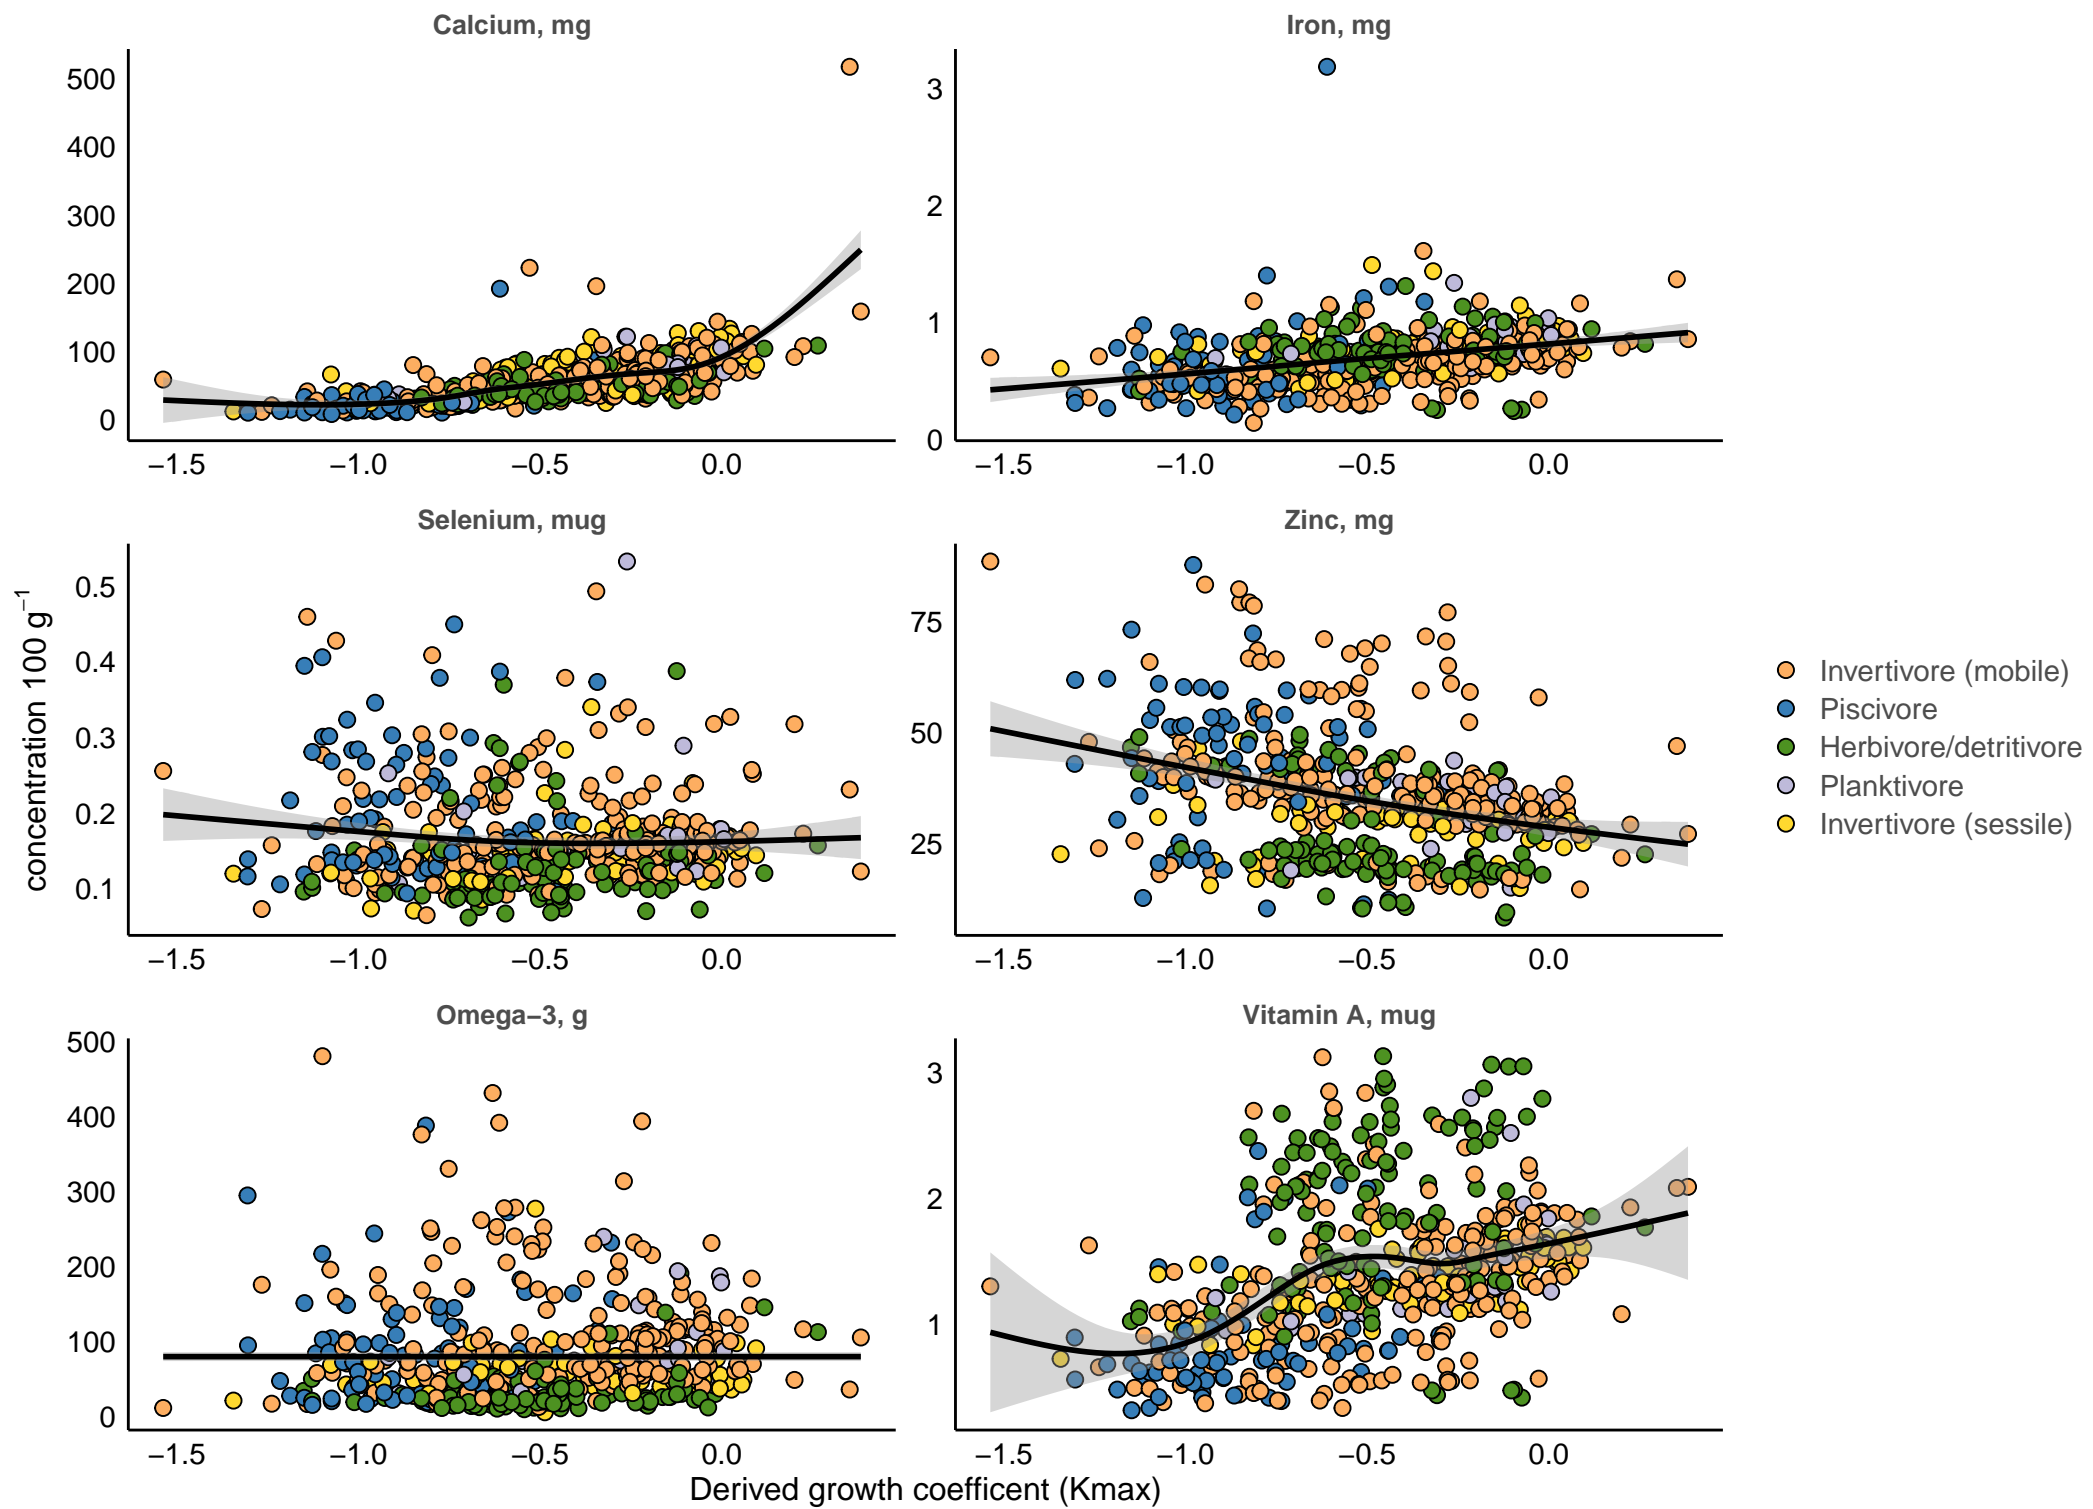 Calcium, mg
Iron, mg
500
400
300
200
100
0
−1.5 −1.0 −0.5 0.0
3
2
1
0
−1.5 −1.0 −0.5 0.0
Selenium, mug
Zinc, mg
0.5
0.4
0.3
0.2
0.1
−1.5 −1.0 −0.5 0.0
75
50
25
−1.5 −1.0 −0.5 0.0
Omega−3, g
Vitamin A, mug
500
400
300
200
100
0
−1.5 −1.0 −0.5 0.0
3
2
1
−1.5 −1.0 −0.5 0.0
concentration 100 g⁻¹
Derived growth coefficent (Kmax)
Invertivore (mobile)
Piscivore
Herbivore/detritivore
Planktivore
Invertivore (sessile)